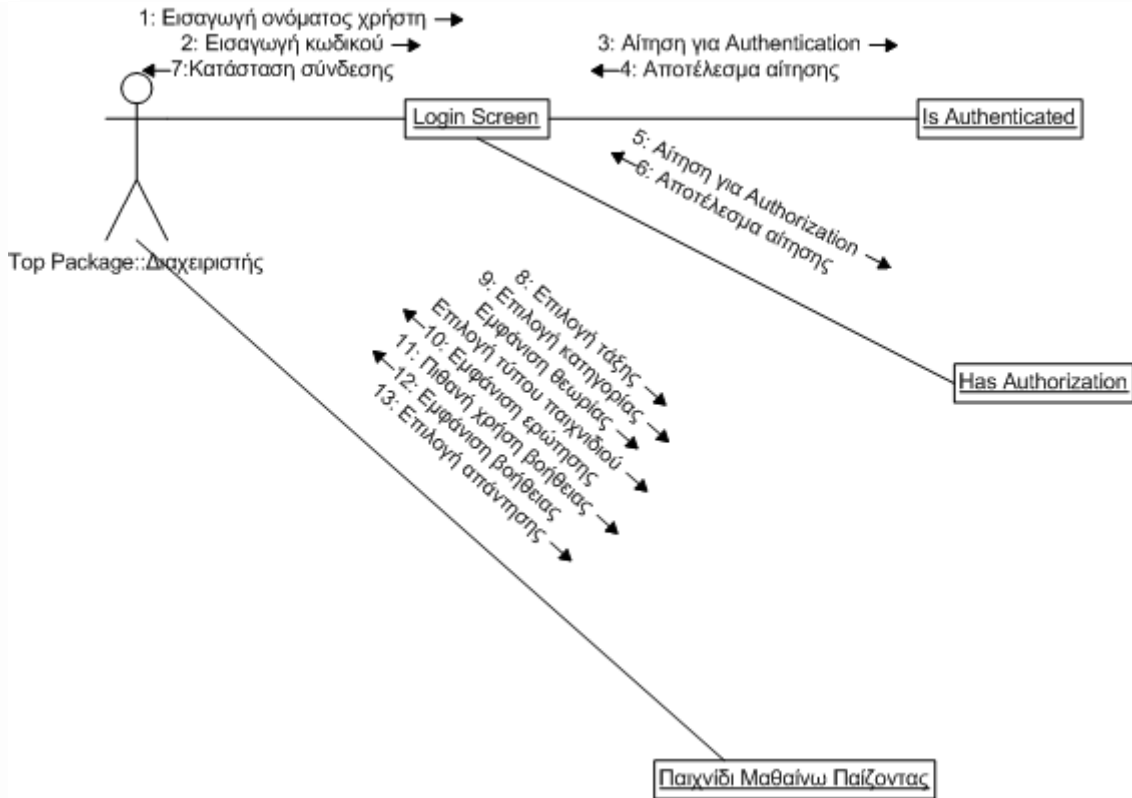 1: Εισαγωγή ονόματος χρήστη
2: Εισαγωγή κωδικού
7:Κατάσταση σύνδεσης
3: Αίτηση για Authentication
4: Αποτέλεσμα αίτησης
Login Screen
Is Authenticated
5: Αίτηση για Authorization
6: Αποτέλεσμα αίτησης
Top Package::Διαχειριστής
8: Επιλογή τάξης
9: Επιλογή κατηγορίας
Εμφάνιση θεωρίας
Επιλογή τύπου παιχνιδιού
10: Εμφάνιση ερώτησης
11: Πιθανή χρήση βοήθειας
12: Εμφάνιση βοήθειας
13: Επιλογή απάντησης
Has Authorization
Παιχνίδι Μαθαίνω Παίζοντας